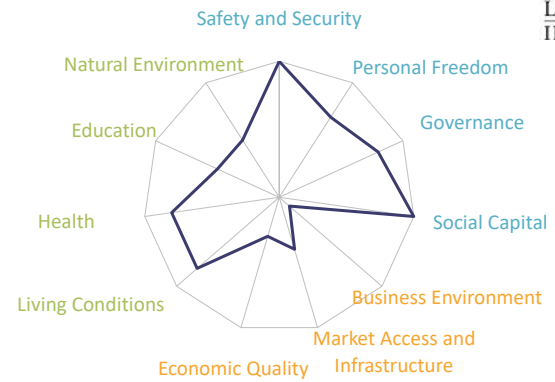 Safety and Security
Natural Environment
Personal Freedom
Education
Governance
Health
Social Capital
Living Conditions
Business Environment
Market Access and
Infrastructure
Economic Quality